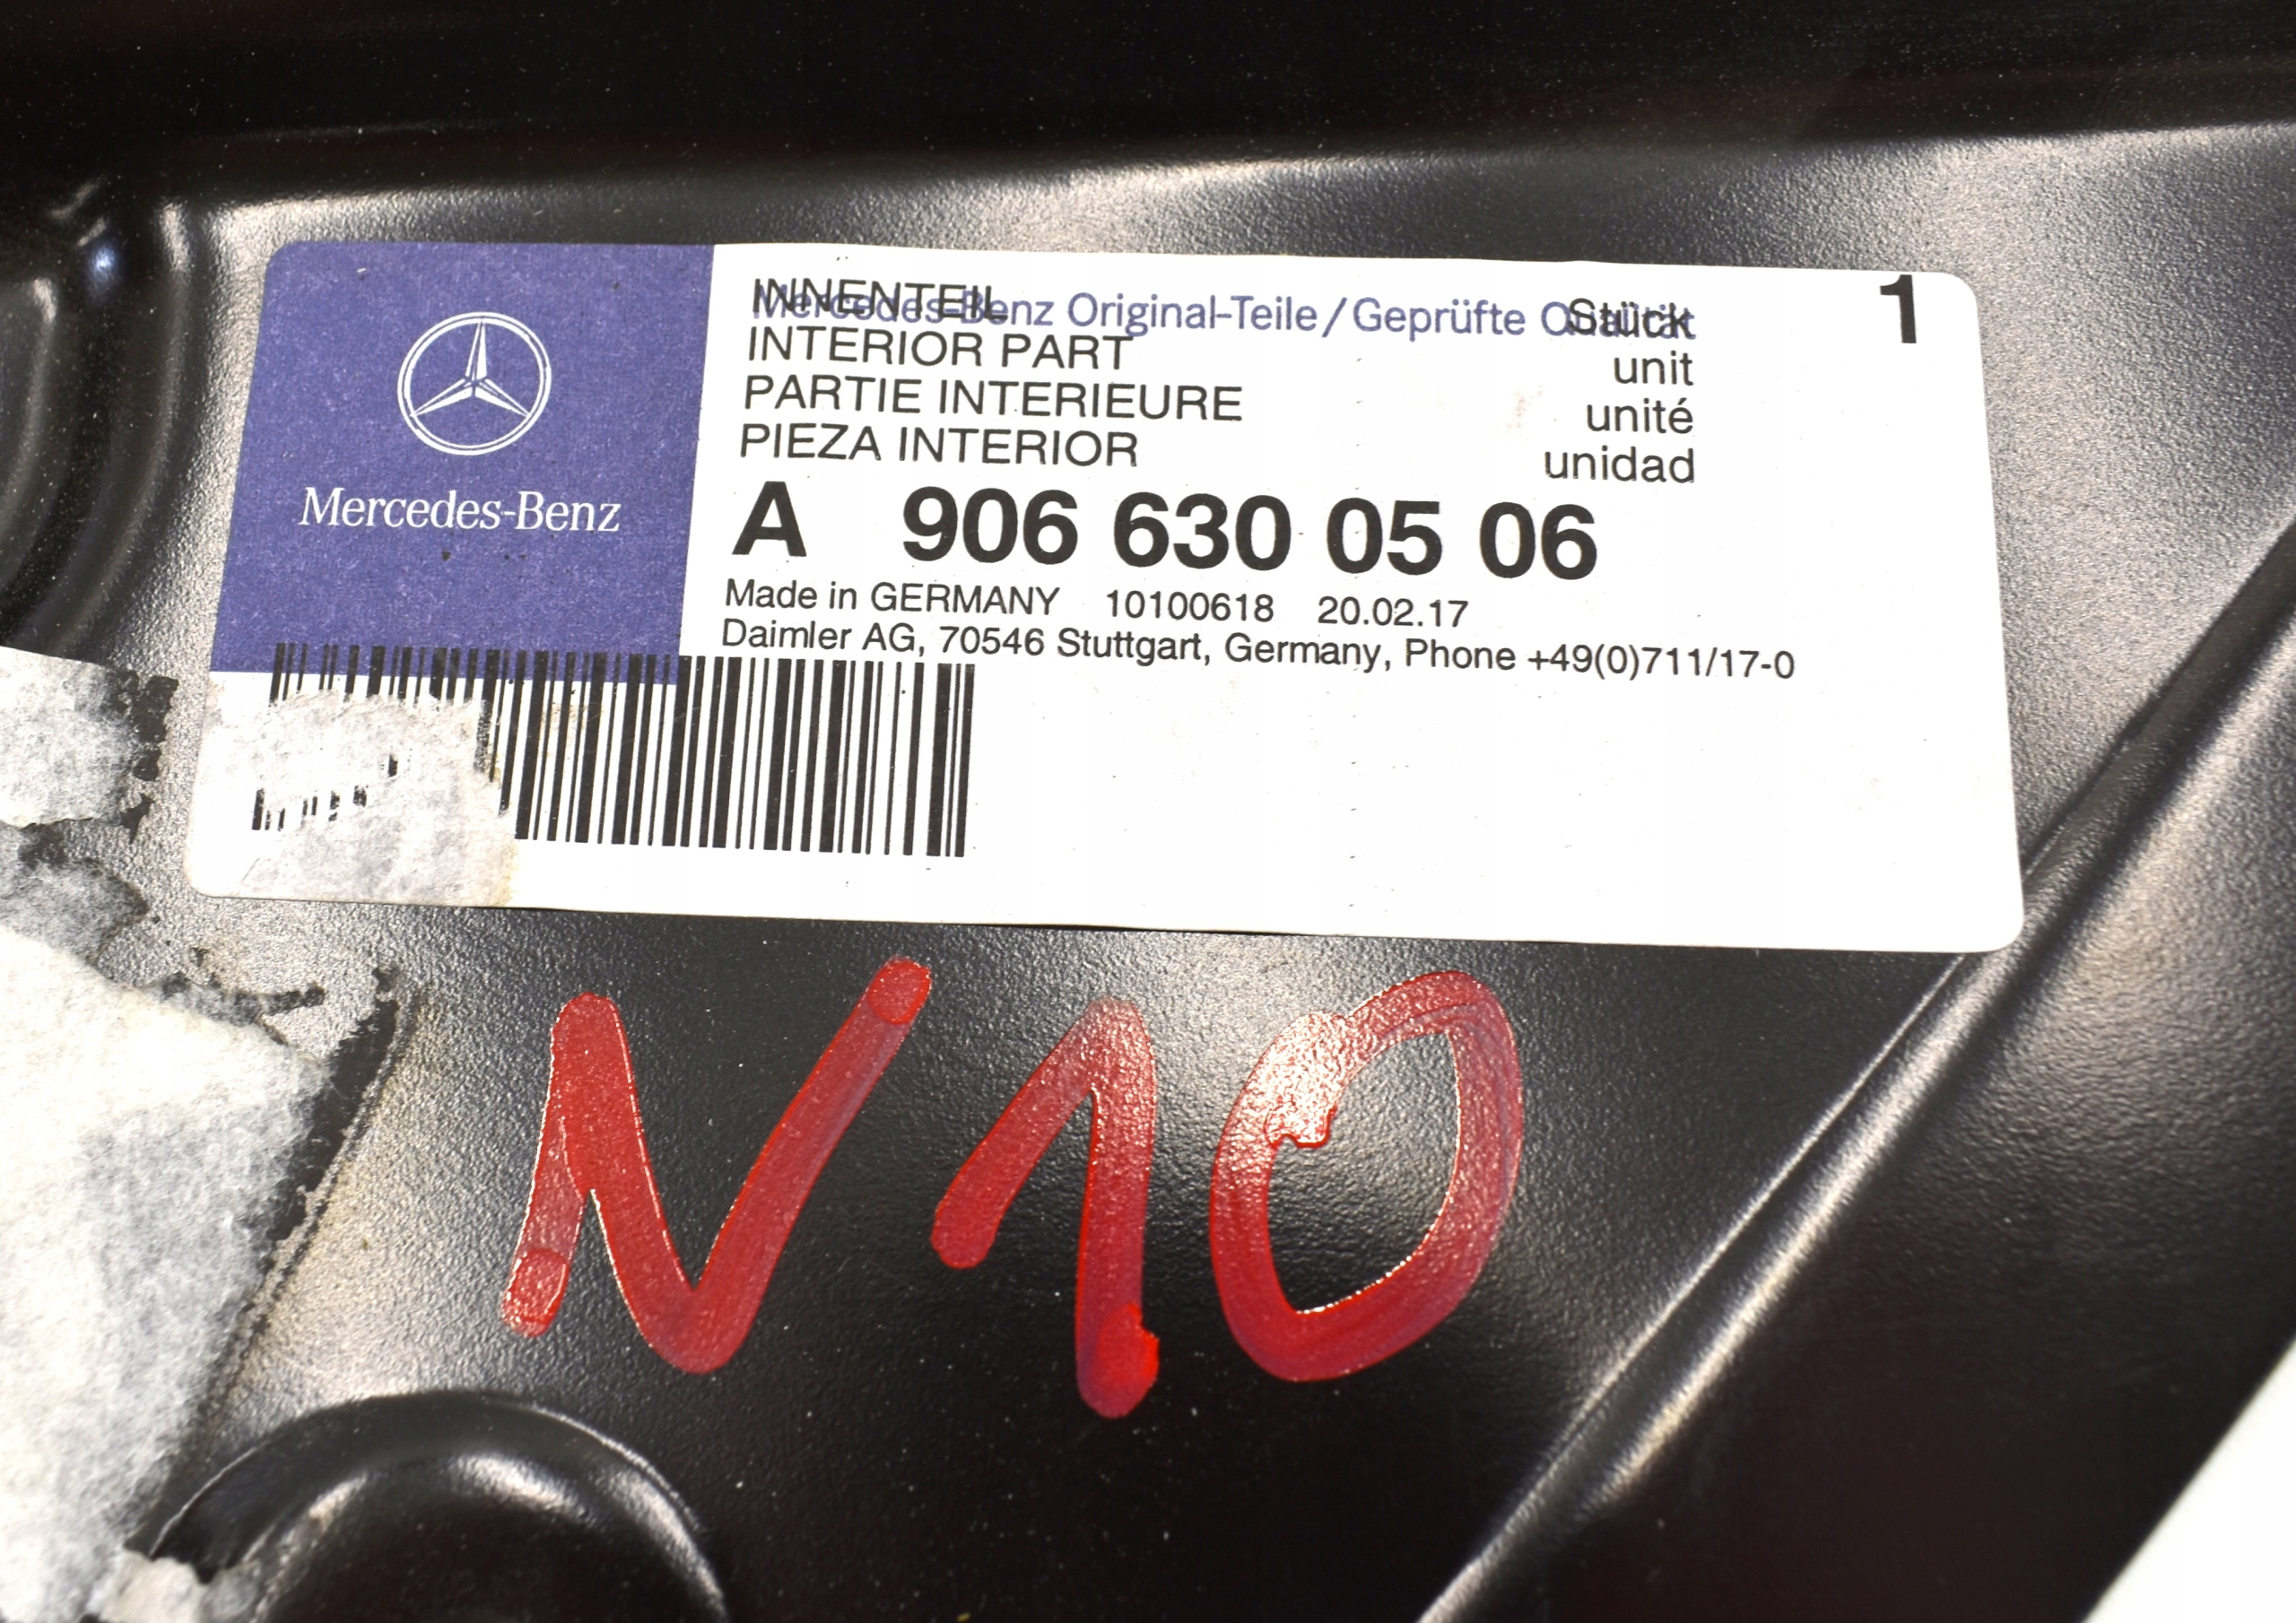 Mercedes-Benz
Mercedes-Benz Original-Teile/Geprüfte Qualität
INNENTEIL Stück 1
INTERIOR PART unit
PARTIE INTERIEURE unité
PIEZA INTERIOR unidad
A 906 630 05 06
Made in GERMANY 10100618 20.02.17
Daimler AG, 70546 Stuttgart, Germany, Phone +49(0)711/17-0
N10